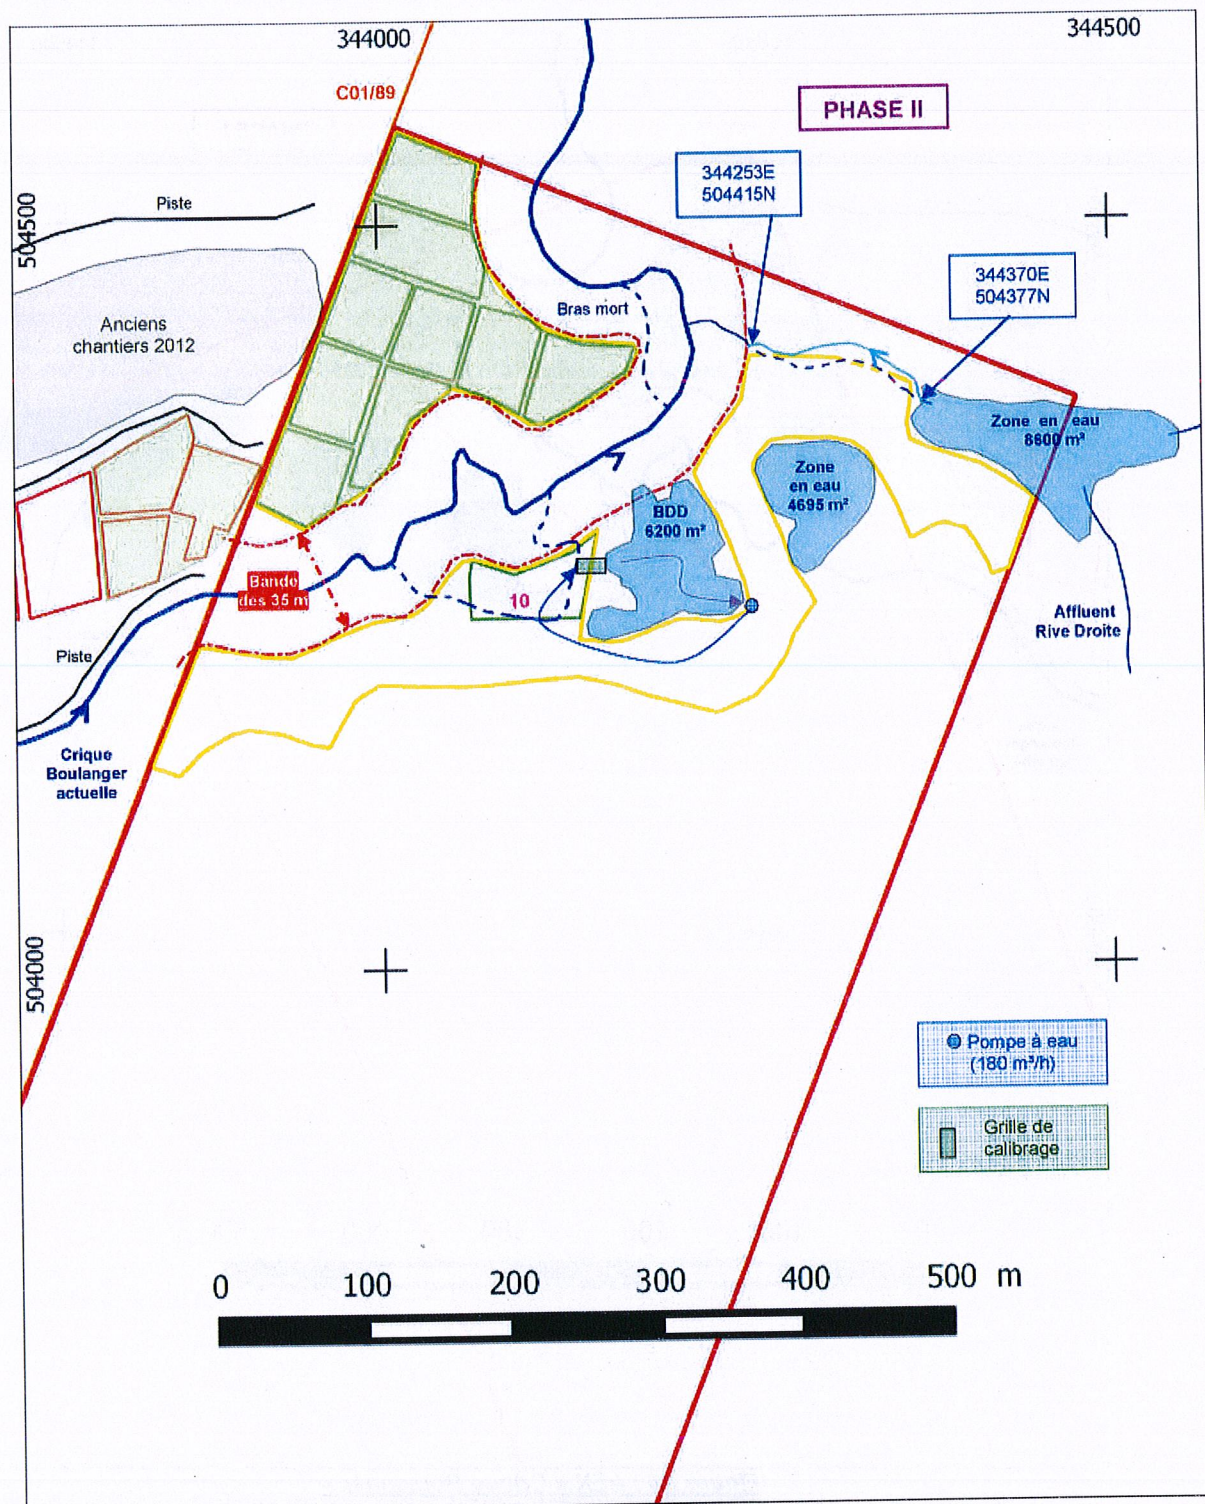 344000
344500
C01/89
PHASE II
344253E
504415N
Piste
504500
344370E
504377N
Bras mort
Anciens
chantiers 2012
Zone en eau
8600 m²
Zone
en eau
4695 m²
BDD
6200 m²
Bande
des 35 m
10
Affluent
Rive Droite
Piste
Crique
Boulanger
actuelle
504000
Pompe à eau
(180 m³/h)
Grille de
calibrage
0 100 200 300 400 500 m